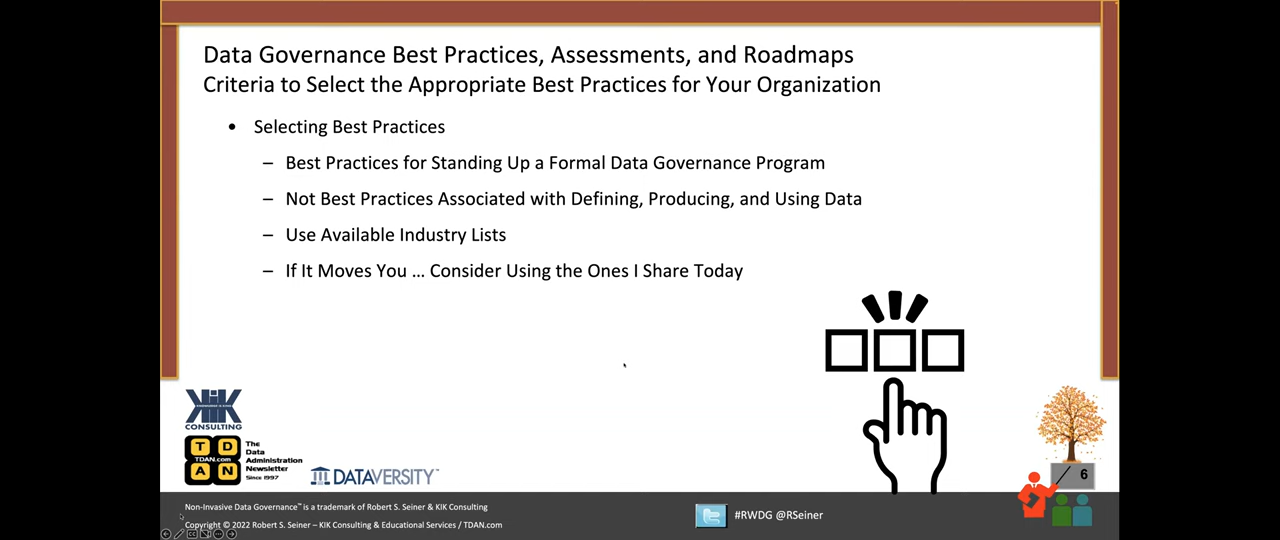 Data Governance Best Practices, Assessments, and Roadmaps
Criteria to Select the Appropriate Best Practices for Your Organization
• Selecting Best Practices
– Best Practices for Standing Up a Formal Data Governance Program
– Not Best Practices Associated with Defining, Producing, and Using Data
– Use Available Industry Lists
– If It Moves You ... Consider Using the Ones I Share Today
KIK
CONSULTING
T D
TDAN.com
A N
The
Data
Administration
Newsletter
Since 1997
DATAVERSITY™
6
Non-Invasive Data Governance™ is a trademark of Robert S. Seiner & KIK Consulting
Copyright © 2022 Robert S. Seiner – KIK Consulting & Educational Services / TDAN.com
#RWDG @RSeiner